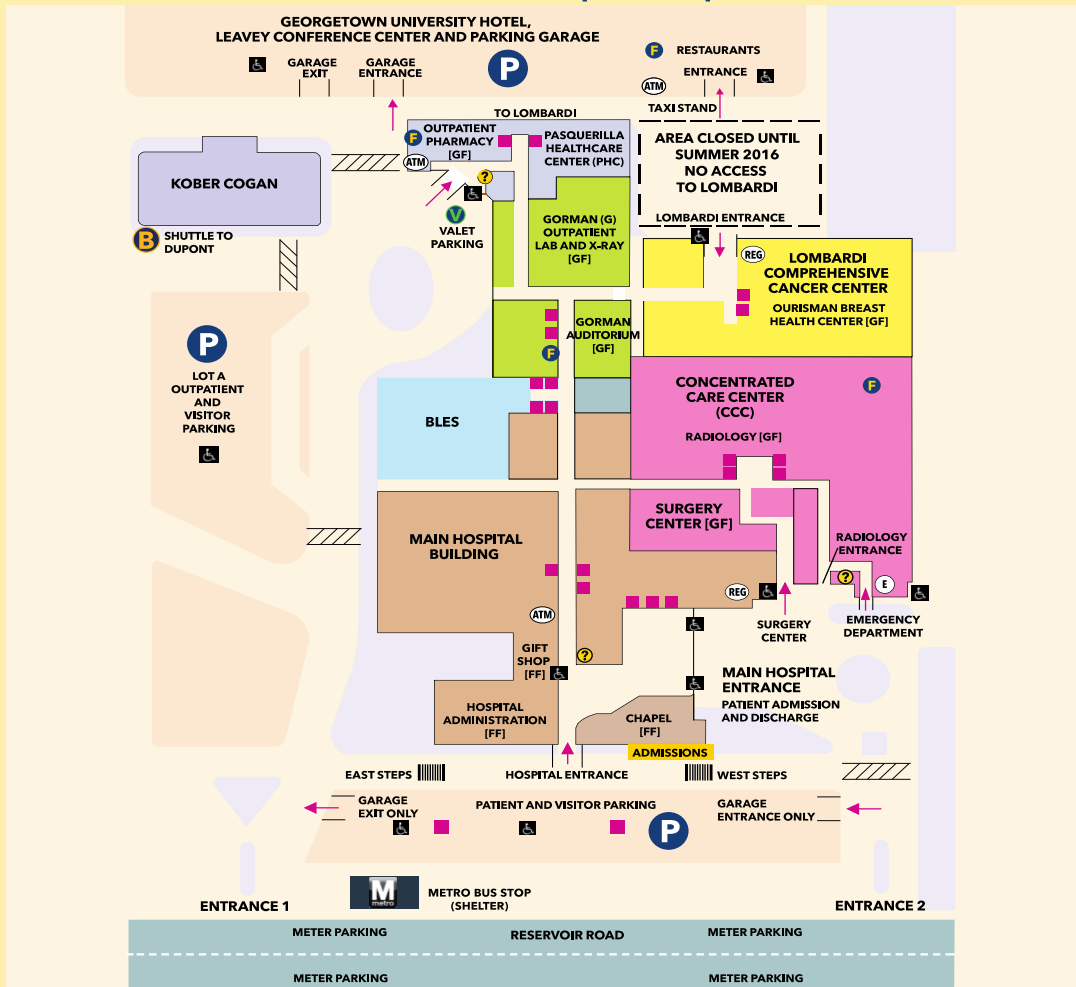 GEORGETOWN UNIVERSITY HOTEL,
LEAVEY CONFERENCE CENTER AND PARKING GARAGE
GARAGE
EXIT
GARAGE
ENTRANCE
P
F
RESTAURANTS
ENTRANCE
ATM
TAXI STAND
TO LOMBARDI
F
OUTPATIENT
PHARMACY
[GF]
PASQUERILLA
HEALTHCARE
CENTER (PHC)
ATM
?
AREA CLOSED UNTIL
SUMMER 2016
NO ACCESS
TO LOMBARDI
LOMBARDI ENTRANCE
KOBER COGAN
B
SHUTTLE TO
DUPONT
V
VALET
PARKING
GORMAN (G)
OUTPATIENT
LAB AND X-RAY
[GF]
REG
LOMBARDI
COMPREHENSIVE
CANCER CENTER
OURISMAN BREAST
HEALTH CENTER [GF]
GORMAN
AUDITORIUM
[GF]
F
P
LOT A
OUTPATIENT
AND
VISITOR
PARKING
BLES
CONCENTRATED
CARE CENTER
(CCC)
F
RADIOLOGY [GF]
SURGERY
CENTER [GF]
MAIN HOSPITAL
BUILDING
RADIOLOGY
ENTRANCE
?
E
REG
ATM
SURGERY
CENTER
EMERGENCY
DEPARTMENT
GIFT
SHOP
[FF]
?
MAIN HOSPITAL
ENTRANCE
PATIENT ADMISSION
AND DISCHARGE
HOSPITAL
ADMINISTRATION
[FF]
CHAPEL
[FF]
ADMISSIONS
EAST STEPS
HOSPITAL ENTRANCE
WEST STEPS
GARAGE
EXIT ONLY
PATIENT AND VISITOR PARKING
GARAGE
ENTRANCE ONLY
P
M
metro
METRO BUS STOP
(SHELTER)
ENTRANCE 1
ENTRANCE 2
METER PARKING
RESERVOIR ROAD
METER PARKING
METER PARKING
METER PARKING